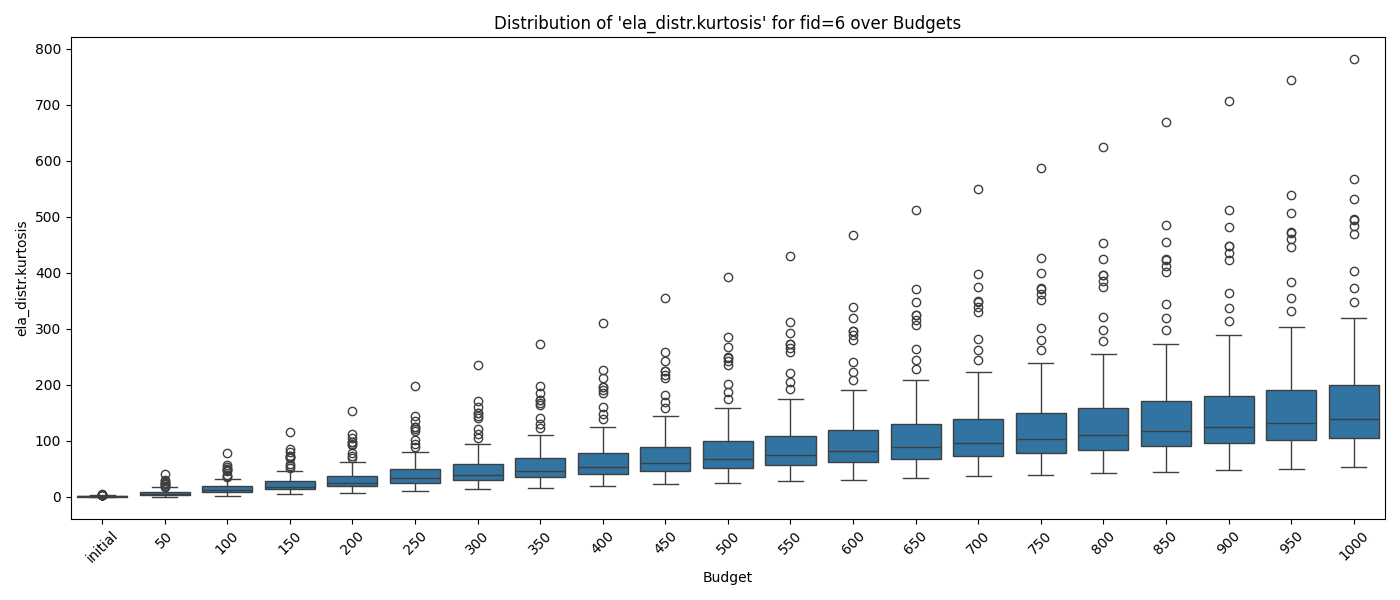 Distribution of 'ela_distr.kurtosis' for fid=6 over Budgets
ela_distr.kurtosis
800
700
600
500
400
300
200
100
0
initial 50 100 150 200 250 300 350 400 450 500 550 600 650 700 750 800 850 900 950 1000
Budget